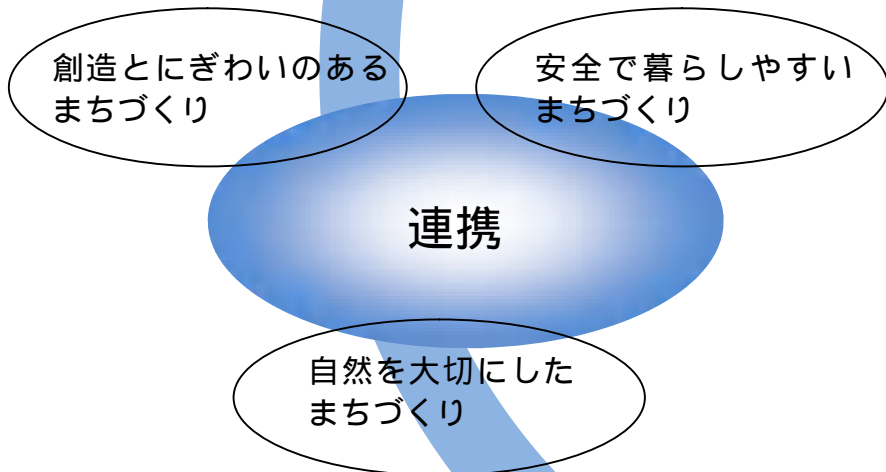 創造とにぎわいのある
まちづくり
安全で暮らしやすい
まちづくり
連携
自然を大切にした
まちづくり